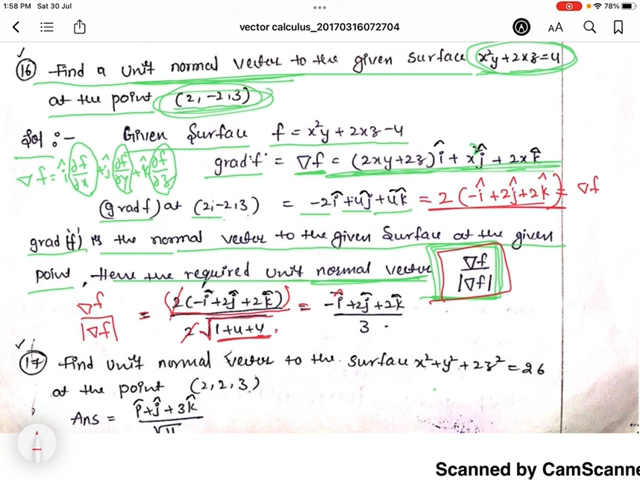 1:58 PM Sat 30 Jul
78%
vector calculus_20170316072704
AA
(16) Find a unit normal vector to the given surface x²y+2xz=4
at the point (2,-2,3)
Sol :- Given Surface f = x²y+2xz-4
∇f = î ∂f/∂x + ĵ ∂f/∂y + k̂ ∂f/∂z
grad 'f' = ∇f = (2xy+2z) î + x² ĵ + 2x k̂
(grad f) at (2,-2,3) = -2î+4ĵ+4k̂ = 2(-î+2ĵ+2k̂) = ∇f
grad (f) is the normal vector to the given Surface at the given
point, Hence the required Unit normal vector ∇f/|∇f|
∇f/|∇f| = 2(-î+2ĵ+2k̂)/2√1+4+4 = -î+2ĵ+2k̂/3.
(17) Find Unit normal vector to the surface x²+y²+2z²=26
at the point (2,2,3)
Ans = î+ĵ+3k̂/√11
Scanned by CamScanne